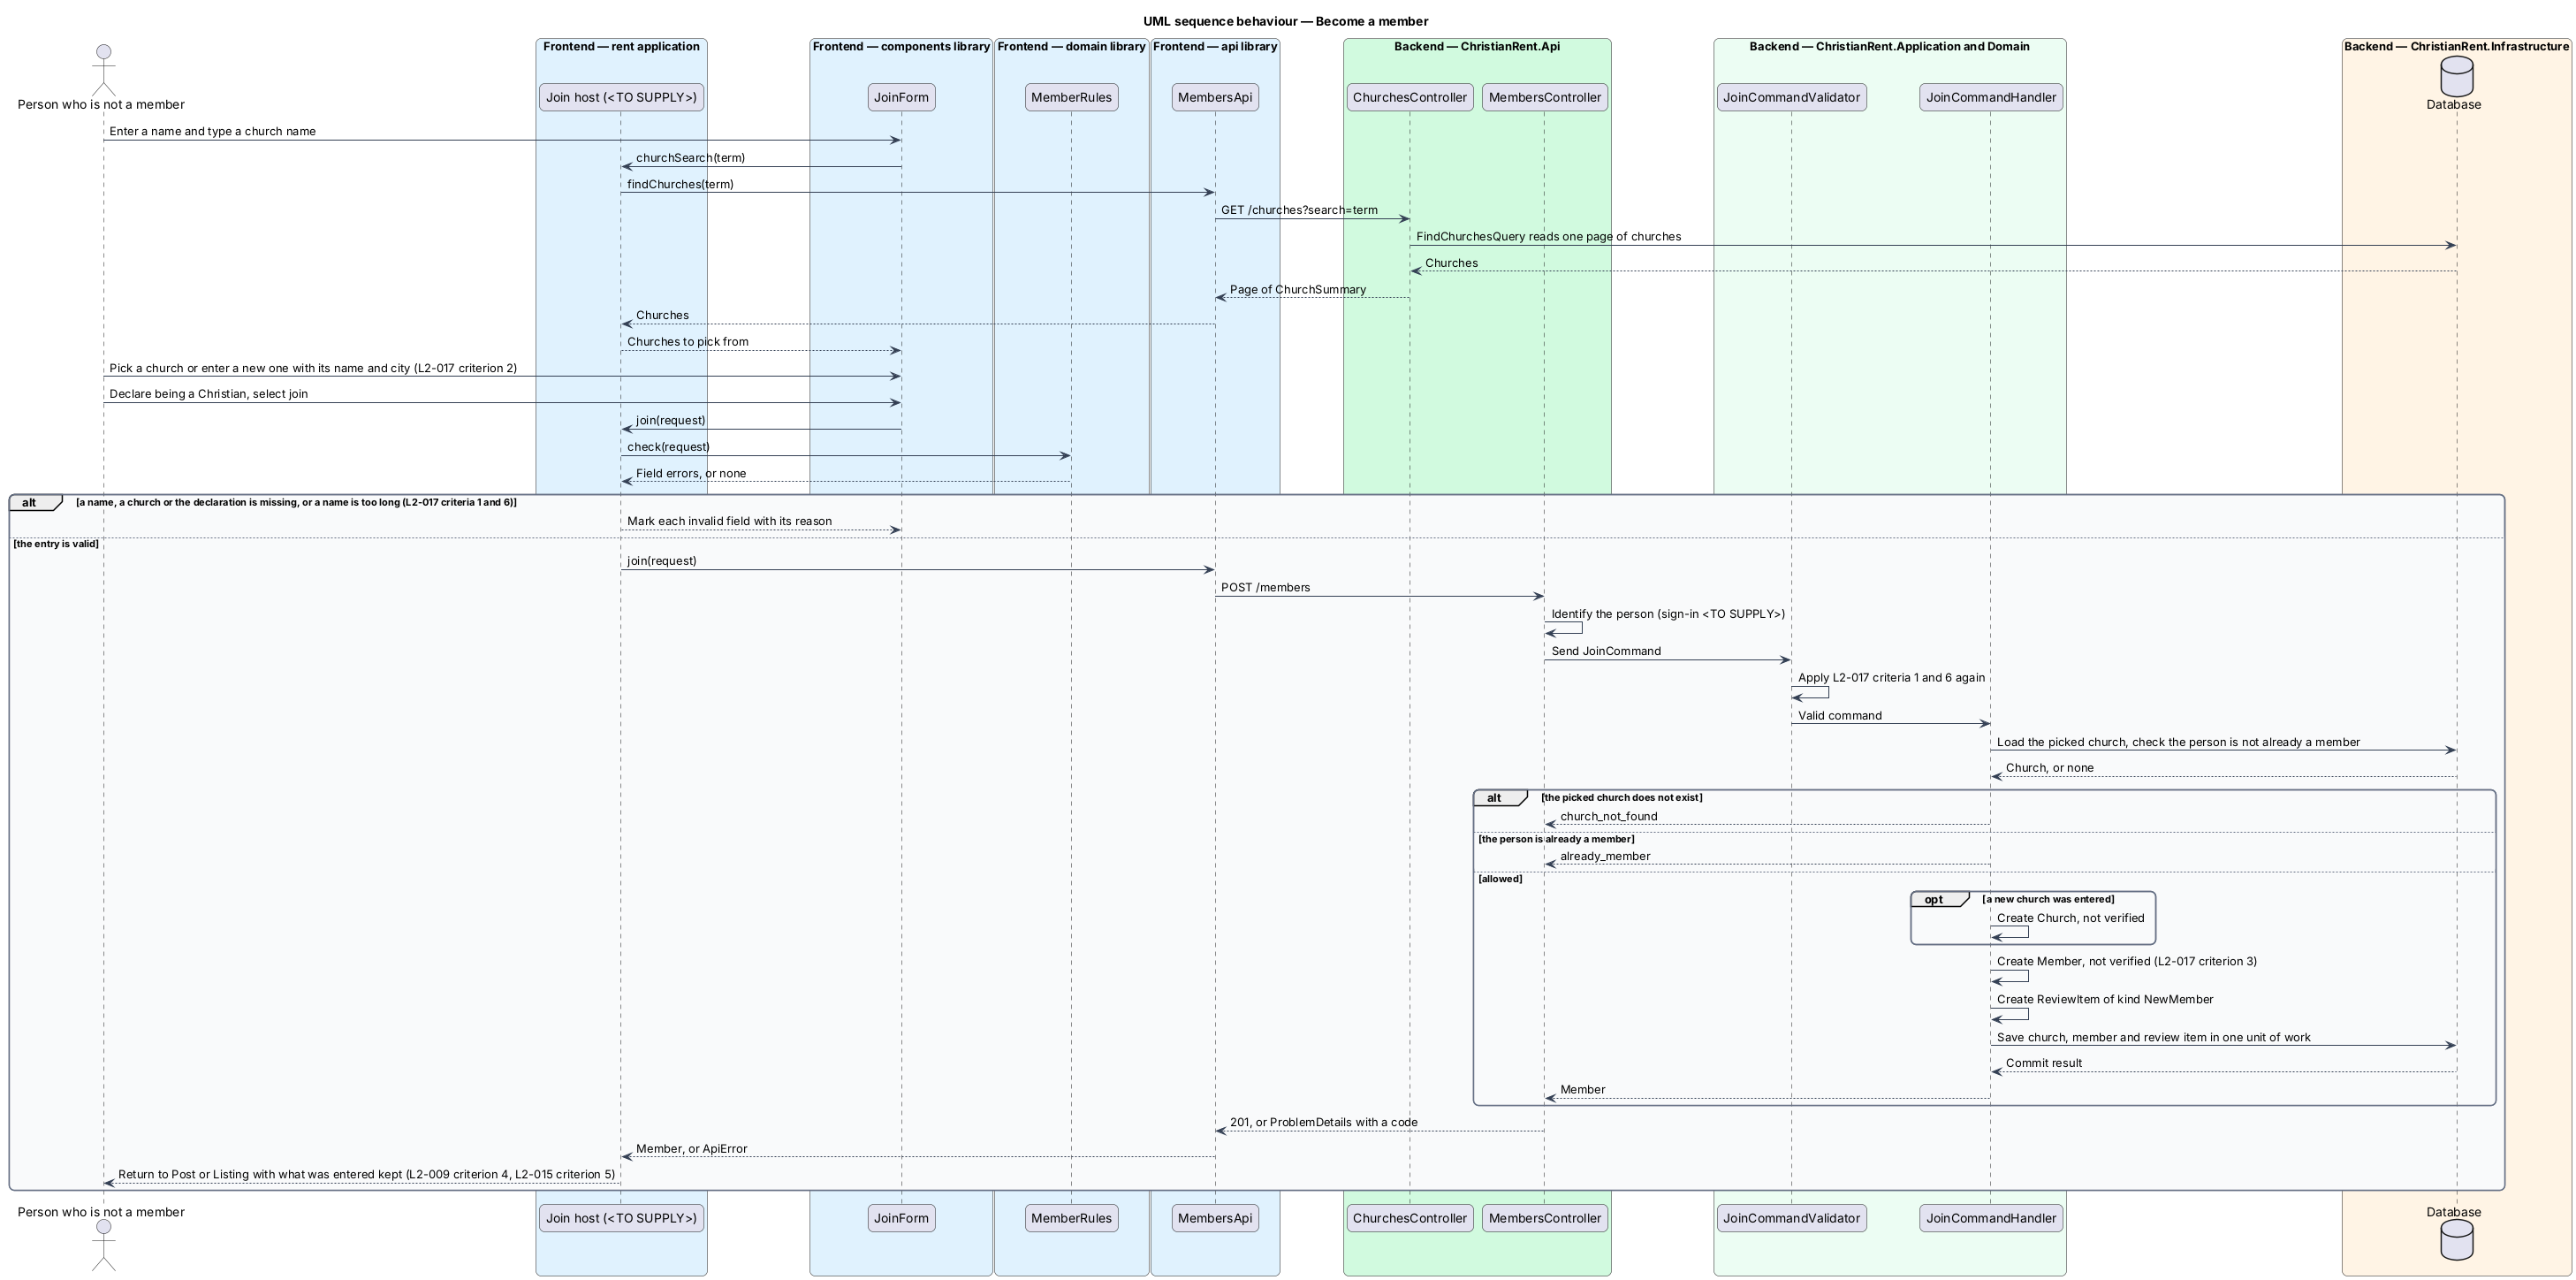 UML sequence behaviour — Become a member
Frontend — rent application
Frontend — components library
Frontend — domain library
Frontend — api library
Backend — ChristianRent.Api
Backend — ChristianRent.Application and Domain
Backend — ChristianRent.Infrastructure
Person who is not a member
Join host (<TO SUPPLY>)
JoinForm
MemberRules
MembersApi
ChurchesController
MembersController
JoinCommandValidator
JoinCommandHandler
Database
Enter a name and type a church name
churchSearch(term)
findChurches(term)
GET /churches?search=term
FindChurchesQuery reads one page of churches
Churches
Page of ChurchSummary
Churches
Churches to pick from
Pick a church or enter a new one with its name and city (L2-017 criterion 2)
Declare being a Christian, select join
join(request)
check(request)
Field errors, or none
alt [a name, a church or the declaration is missing, or a name is too long (L2-017 criteria 1 and 6)]
Mark each invalid field with its reason
[the entry is valid]
join(request)
POST /members
Identify the person (sign-in <TO SUPPLY>)
Send JoinCommand
Apply L2-017 criteria 1 and 6 again
Valid command
Load the picked church, check the person is not already a member
Church, or none
alt [the picked church does not exist]
church_not_found
[the person is already a member]
already_member
[allowed]
opt [a new church was entered]
Create Church, not verified
Create Member, not verified (L2-017 criterion 3)
Create ReviewItem of kind NewMember
Save church, member and review item in one unit of work
Commit result
Member
201, or ProblemDetails with a code
Member, or ApiError
Return to Post or Listing with what was entered kept (L2-009 criterion 4, L2-015 criterion 5)
Person who is not a member
Join host (<TO SUPPLY>)
JoinForm
MemberRules
MembersApi
ChurchesController
MembersController
JoinCommandValidator
JoinCommandHandler
Database